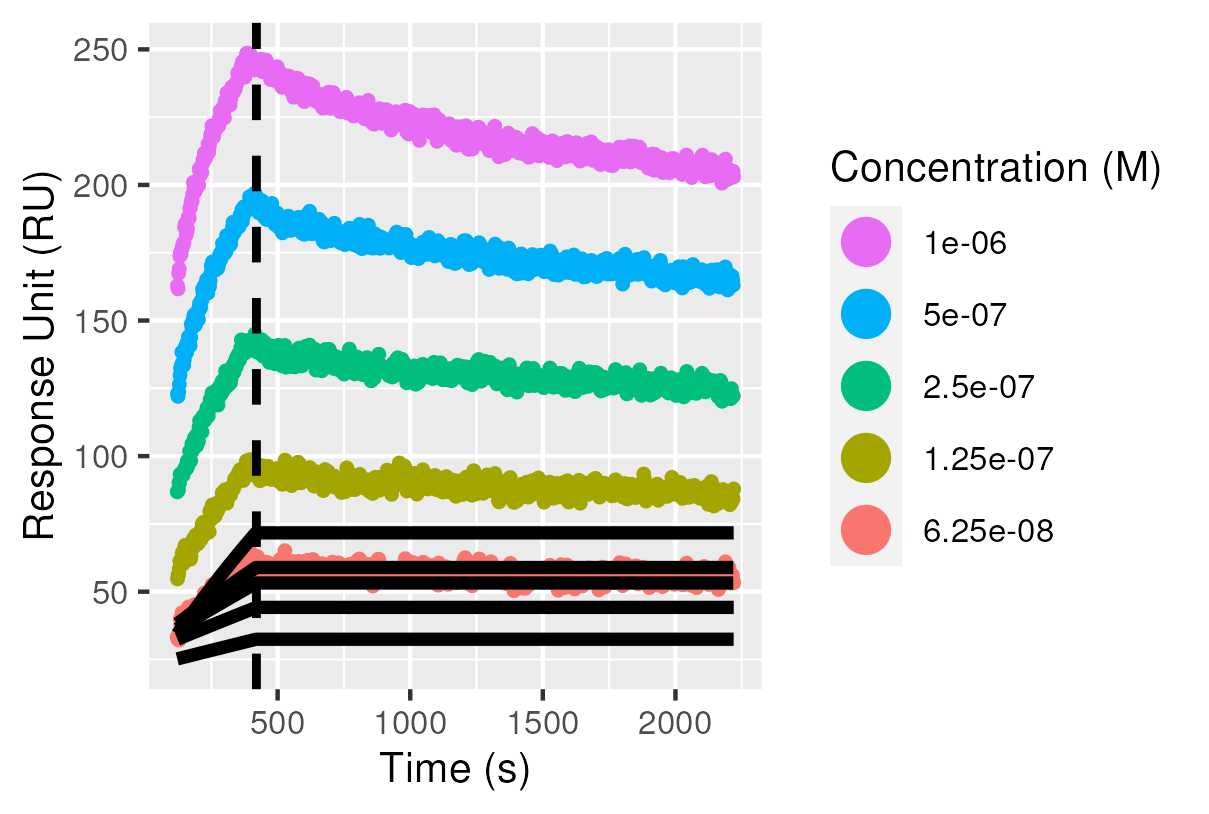 250
200
150
100
50
Response Unit (RU)
500 1000 1500 2000
Time (s)
Concentration (M)
1e-06
5e-07
2.5e-07
1.25e-07
6.25e-08